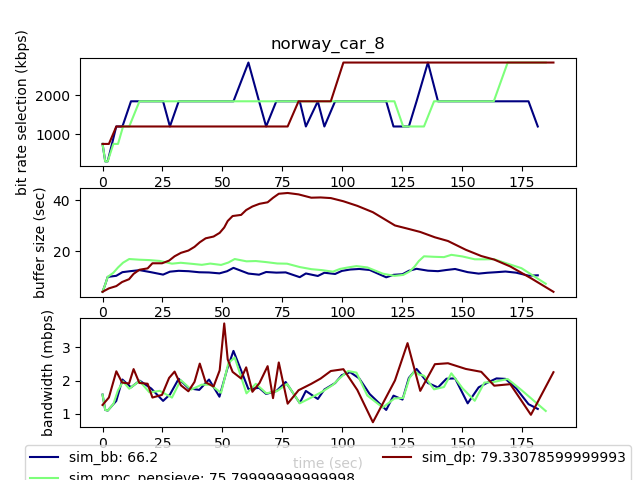 norway_car_8
bit rate selection (kbps)
2000
1000
0 25 50 75 100 125 150 175
buffer size (sec)
40
20
0 25 50 75 100 125 150 175
bandwidth (mbps)
3
2
1
0 25 50 75 100 125 150 175
time (sec)
sim_bb: 66.2
sim_mpc_pensieve: 75.79999999999998
sim_dp: 79.33078599999993